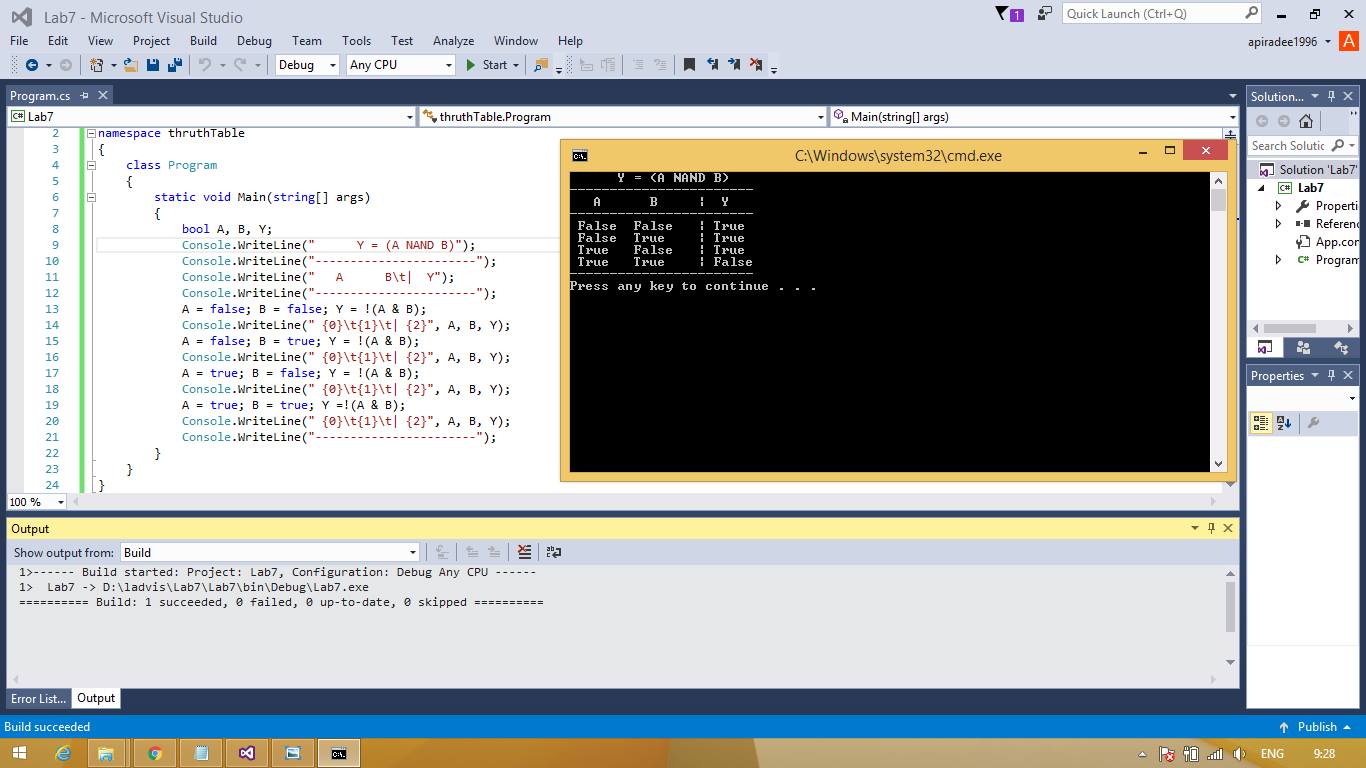 Lab7 - Microsoft Visual Studio
1
Quick Launch (Ctrl+Q)
File Edit View Project Build Debug Team Tools Test Analyze Window Help
apiradee1996 A
Debug Any CPU Start
Program.cs
C# Lab7 thruthTable.Program Main(string[] args)
2 namespace thruthTable
3 {
4 class Program
5 {
6 static void Main(string[] args)
7 {
8 bool A, B, Y;
9 Console.WriteLine("      Y = (A NAND B)");
10 Console.WriteLine("-----------------------");
11 Console.WriteLine("   A      B\t|  Y");
12 Console.WriteLine("-----------------------");
13 A = false; B = false; Y = !(A & B);
14 Console.WriteLine(" {0}\t{1}\t| {2}", A, B, Y);
15 A = false; B = true; Y = !(A & B);
16 Console.WriteLine(" {0}\t{1}\t| {2}", A, B, Y);
17 A = true; B = false; Y = !(A & B);
18 Console.WriteLine(" {0}\t{1}\t| {2}", A, B, Y);
19 A = true; B = true; Y =!(A & B);
20 Console.WriteLine(" {0}\t{1}\t| {2}", A, B, Y);
21 Console.WriteLine("-----------------------");
22 }
23 }
24 }
100 %
C:\Windows\system32\cmd.exe
Y = (A NAND B)
-----------------------
A B ¦ Y
-----------------------
False False ¦ True
False True ¦ True
True False ¦ True
True True ¦ False
-----------------------
Press any key to continue . . .
Solution...
Search Solutic
Solution 'Lab7'
C# Lab7
Properti
Referenc
App.con
C# Program
Properties
Output
Show output from: Build
1>------ Build started: Project: Lab7, Configuration: Debug Any CPU ------
1>  Lab7 -> D:\ladvis\Lab7\Lab7\bin\Debug\Lab7.exe
========== Build: 1 succeeded, 0 failed, 0 up-to-date, 0 skipped ==========
Error List... Output
Build succeeded
Publish
ENG 9:28